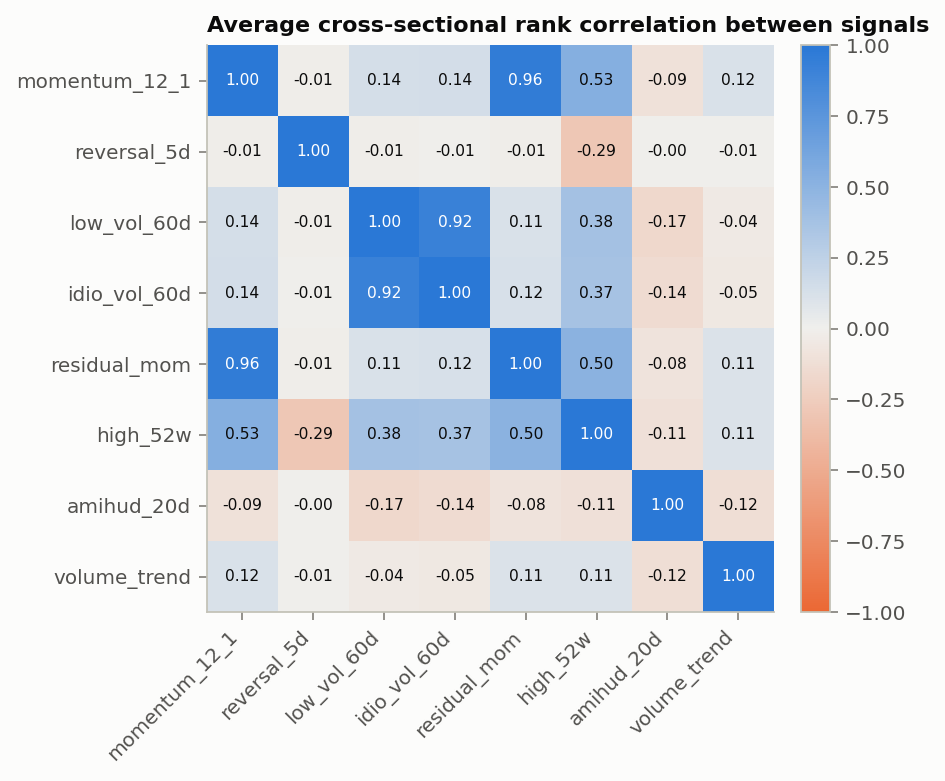 Average cross-sectional rank correlation between signals
momentum_12_1 1.00 -0.01 0.14 0.14 0.96 0.53 -0.09 0.12
reversal_5d -0.01 1.00 -0.01 -0.01 -0.01 -0.29 -0.00 -0.01
low_vol_60d 0.14 -0.01 1.00 0.92 0.11 0.38 -0.17 -0.04
idio_vol_60d 0.14 -0.01 0.92 1.00 0.12 0.37 -0.14 -0.05
residual_mom 0.96 -0.01 0.11 0.12 1.00 0.50 -0.08 0.11
high_52w 0.53 -0.29 0.38 0.37 0.50 1.00 -0.11 0.11
amihud_20d -0.09 -0.00 -0.17 -0.14 -0.08 -0.11 1.00 -0.12
volume_trend 0.12 -0.01 -0.04 -0.05 0.11 0.11 -0.12 1.00
momentum_12_1
reversal_5d
low_vol_60d
idio_vol_60d
residual_mom
high_52w
amihud_20d
volume_trend
1.00
0.75
0.50
0.25
0.00
−0.25
−0.50
−0.75
−1.00